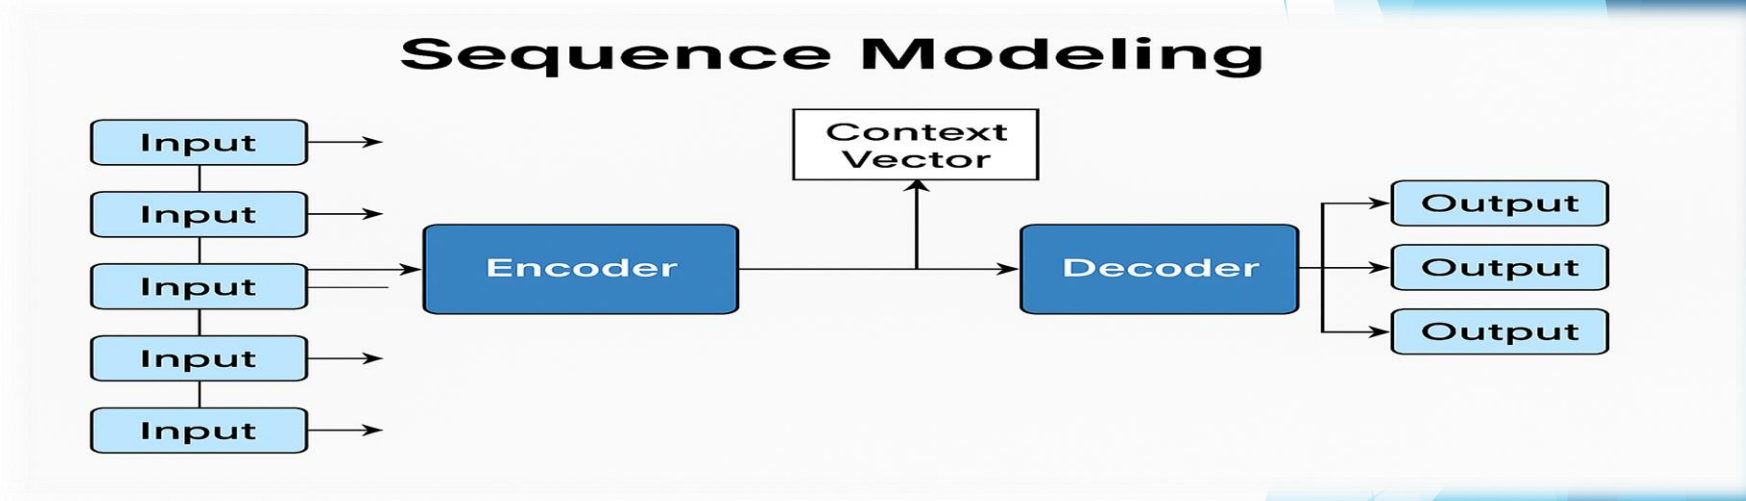 Sequence Modeling
Input
Input
Input
Input
Input
Encoder
Context
Vector
Decoder
Output
Output
Output